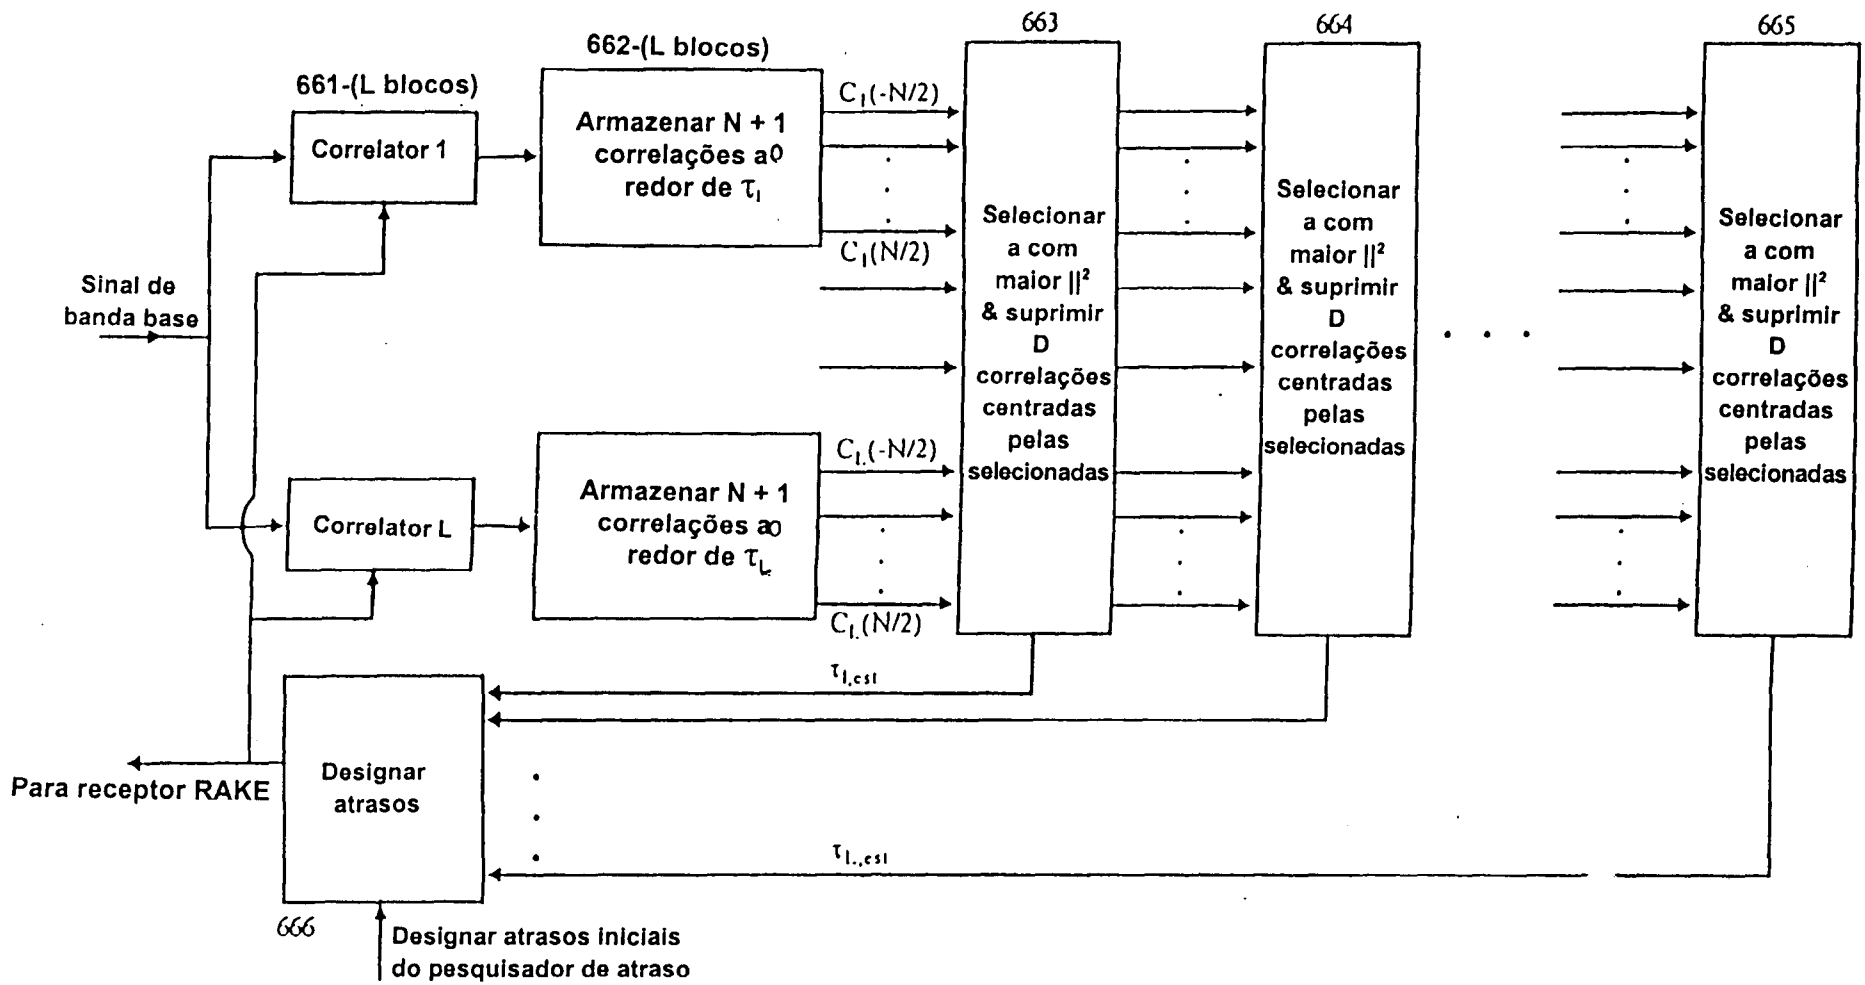 663
664
665
662-(L blocos)
661-(L blocos)
Correlator 1
Armazenar N + 1
correlações ao
redor de τ₁
C₁(-N/2)
C₁(N/2)
Sinal de
banda base
Selecionar
a com
maior ||²
& suprimir
D
correlações
centradas
pelas
selecionadas
Selecionar
a com
maior ||²
& suprimir
D
correlações
centradas
pelas
selecionadas
. . .
Selecionar
a com
maior ||²
& suprimir
D
correlações
centradas
pelas
selecionadas
Correlator L
Armazenar N + 1
correlações ao
redor de τL
CL(-N/2)
CL(N/2)
τ1,est
Designar
atrasos
Para receptor RAKE
τL,est
666
Designar atrasos iniciais
do pesquisador de atraso